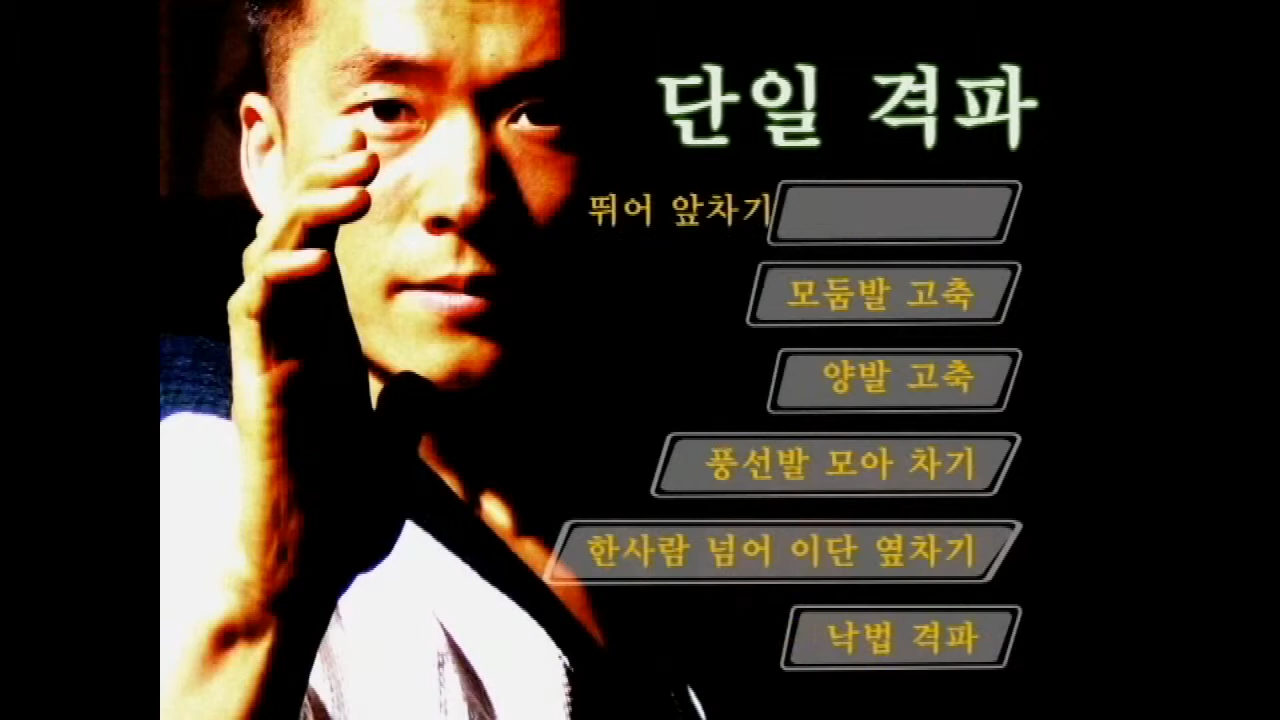 단일 격파
뛰어 앞차기
모둠발 고축
양발 고축
풍선발 모아 차기
한사람 넘어 이단 옆차기
낙법 격파